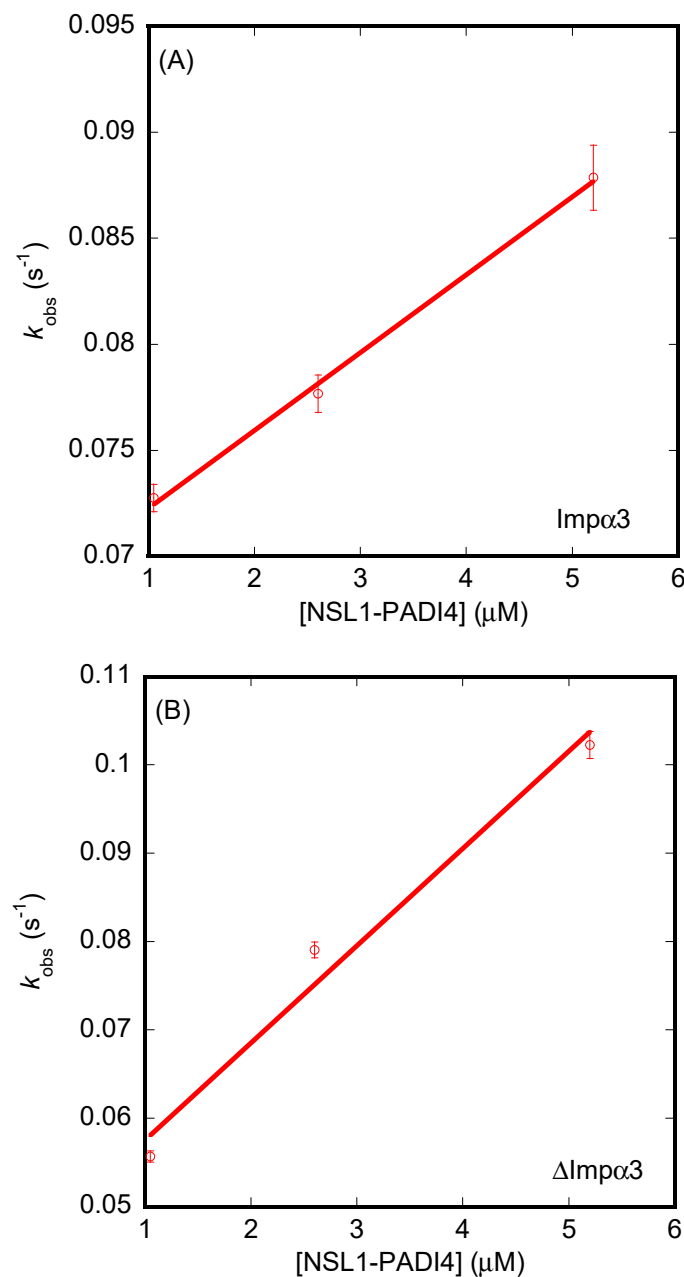 (A)
0.095
0.09
0.085
0.08
0.075
0.07
k_obs (s⁻¹)
Impα3
1 2 3 4 5 6
[NSL1-PADI4] (μM)
(B)
0.11
0.1
0.09
0.08
0.07
0.06
0.05
k_obs (s⁻¹)
ΔImpα3
1 2 3 4 5 6
[NSL1-PADI4] (μM)